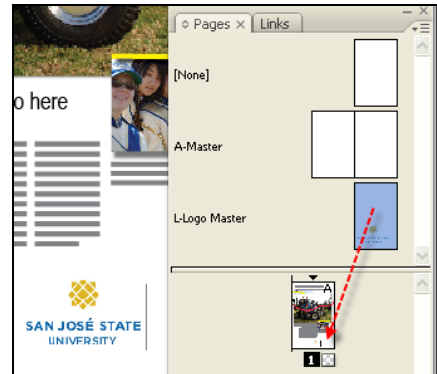 Pages × Links
[None]
o here
A-Master
L-Logo Master
A
SAN JOSÉ STATE
UNIVERSITY
1